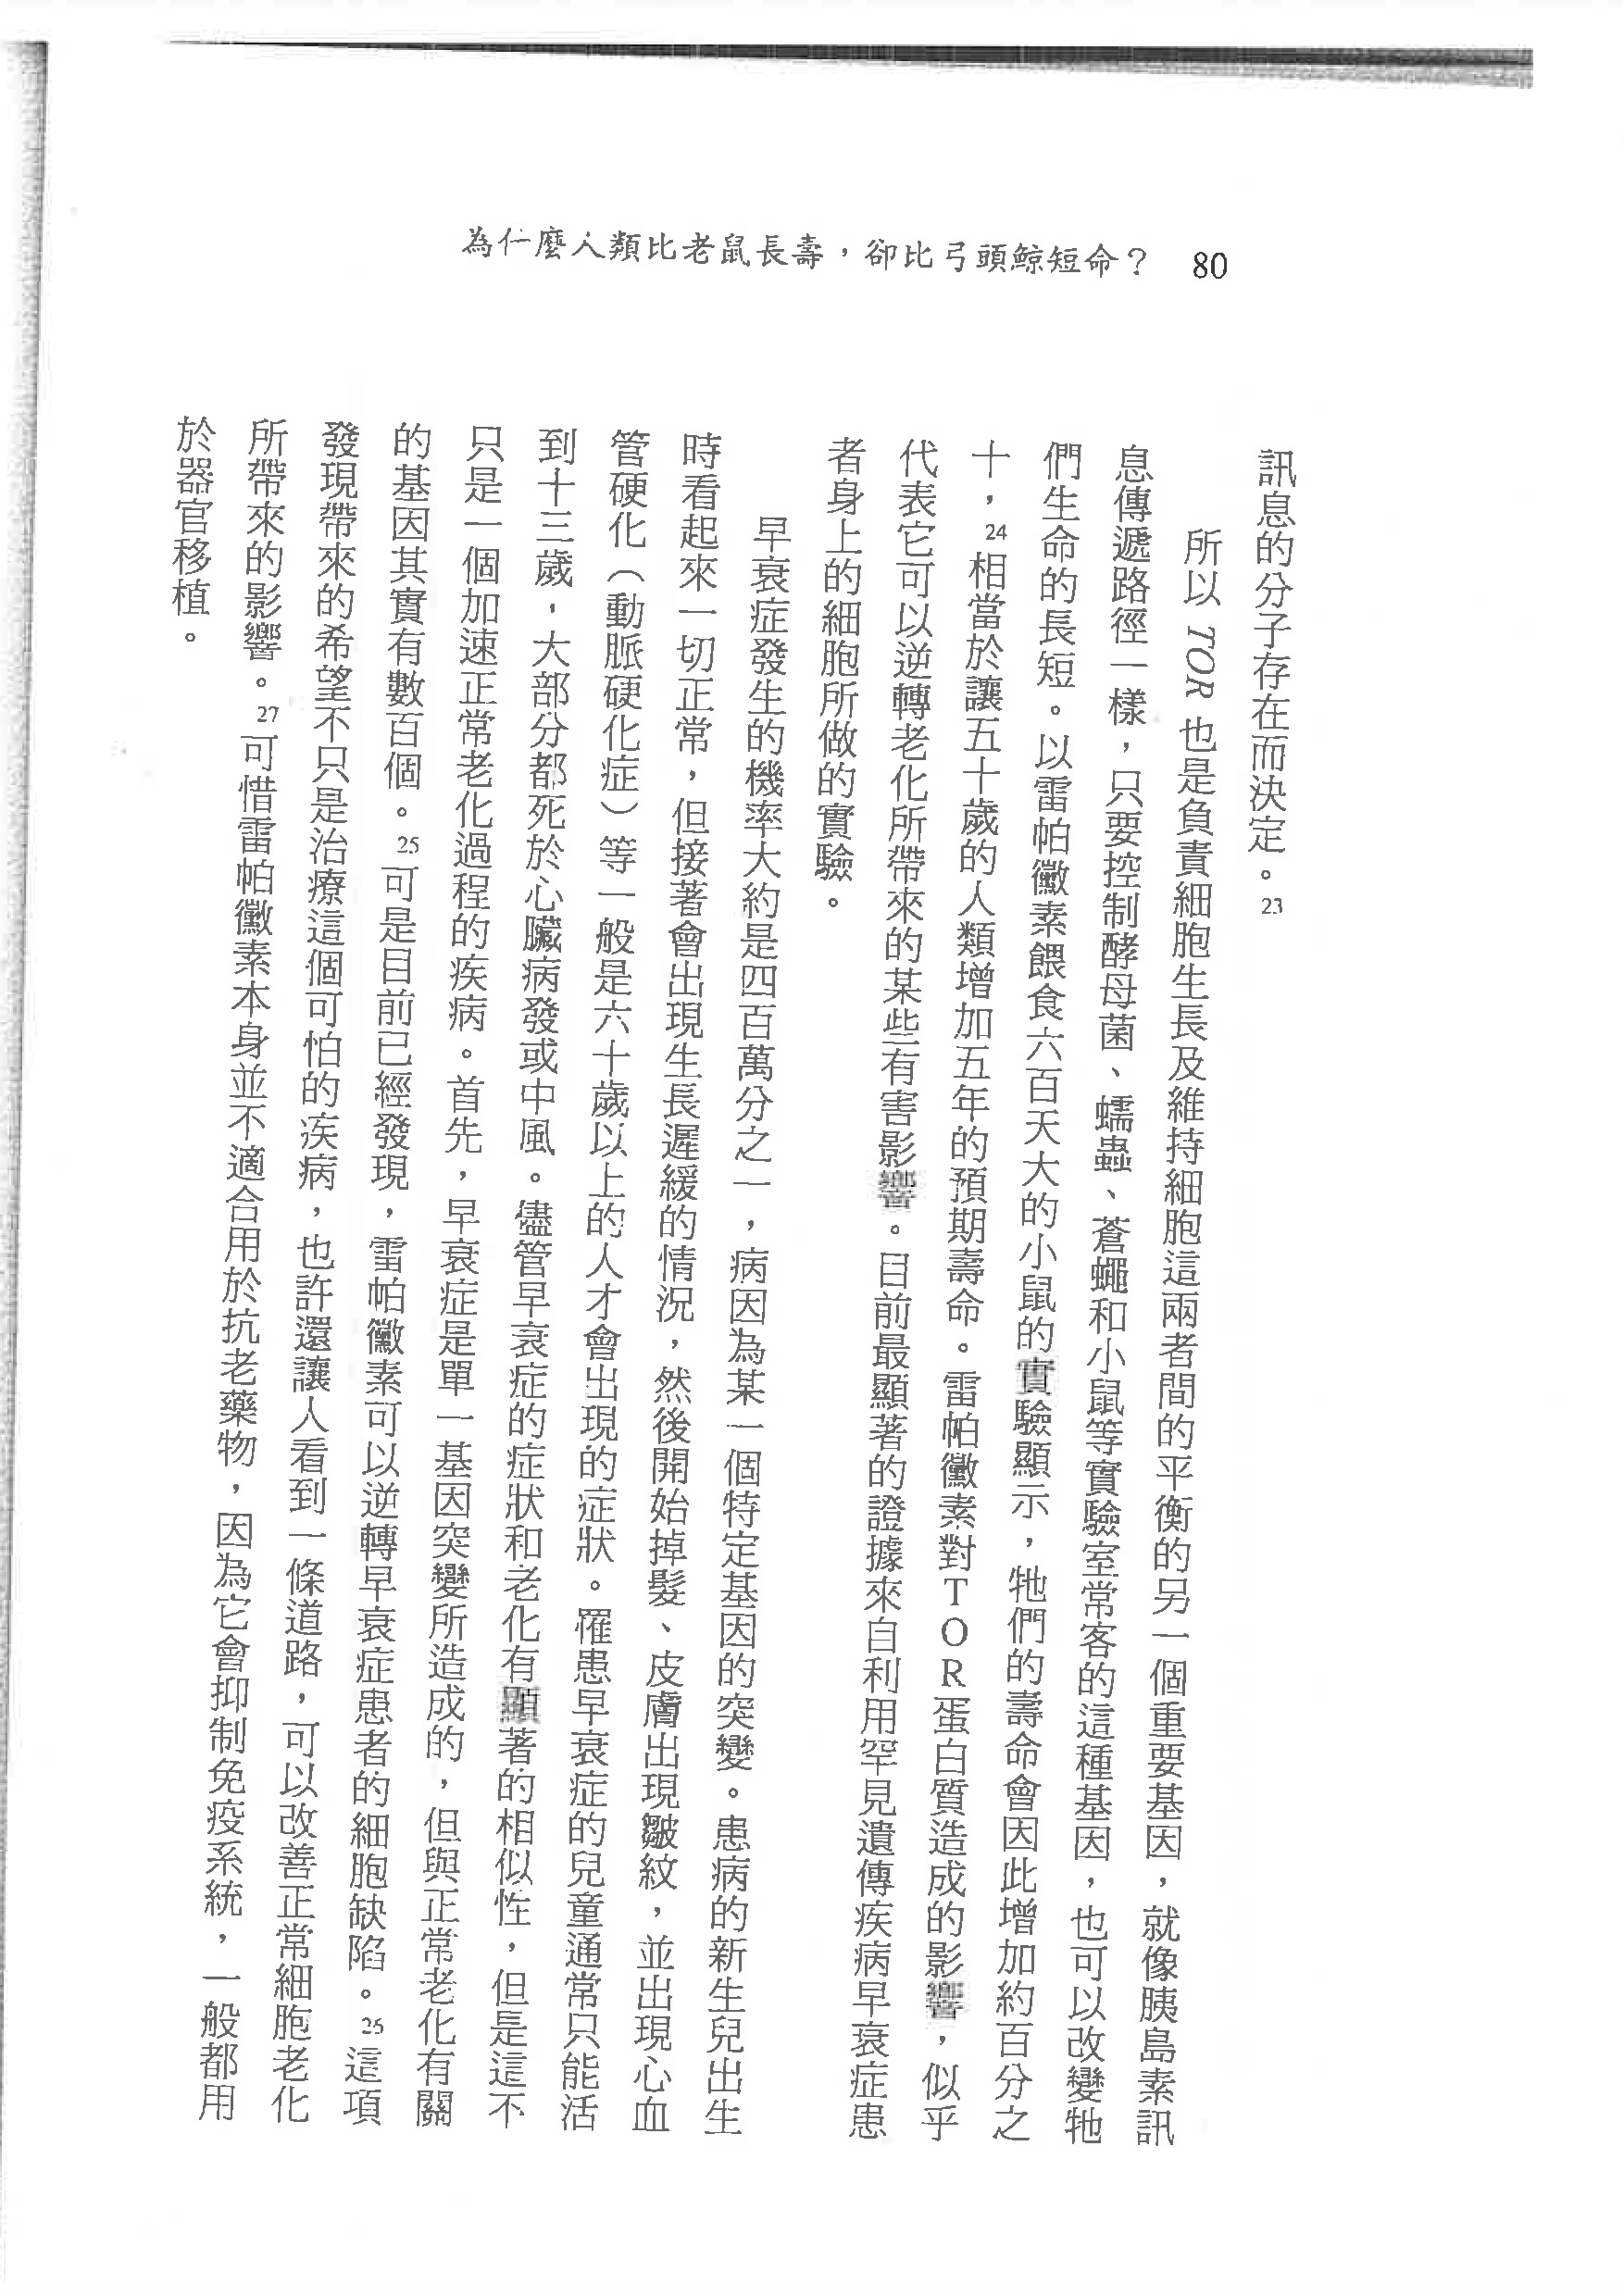 為什麼人類比老鼠長壽，卻比弓頭鯨短命？ 80
訊息的分子存在而決定。23
所以 TOR 也是負責細胞生長及維持細胞這兩者間的平衡的另一個重要基因，就像胰島素訊
息傳遞路徑一樣，只要控制酵母菌、蠕蟲、蒼蠅和小鼠等實驗室常客的這種基因，也可以改變牠
們生命的長短。以雷帕黴素餵食六百天大的小鼠的實驗顯示，牠們的壽命會因此增加約百分之
十，24相當於讓五十歲的人類增加五年的預期壽命。雷帕黴素對TOR蛋白質造成的影響，似乎
代表它可以逆轉老化所帶來的某些有害影響。目前最顯著的證據來自利用罕見遺傳疾病早衰症患
者身上的細胞所做的實驗。
早衰症發生的機率大約是四百萬分之一，病因為某一個特定基因的突變。患病的新生兒出生
時看起來一切正常，但接著會出現生長遲緩的情況，然後開始掉髮、皮膚出現皺紋，並出現心血
管硬化（動脈硬化症）等一般是六十歲以上的人才會出現的症狀。罹患早衰症的兒童通常只能活
到十三歲，大部分都死於心臟病發或中風。儘管早衰症的症狀和老化有顯著的相似性，但是這不
只是一個加速正常老化過程的疾病。首先，早衰症是單一基因突變所造成的，但與正常老化有關
的基因其實有數百個。25可是目前已經發現，雷帕黴素可以逆轉早衰症患者的細胞缺陷。26這項
發現帶來的希望不只是治療這個可怕的疾病，也許還讓人看到一條道路，可以改善正常細胞老化
所帶來的影響。27可惜雷帕黴素本身並不適合用於抗老藥物，因為它會抑制免疫系統，一般都用
於器官移植。